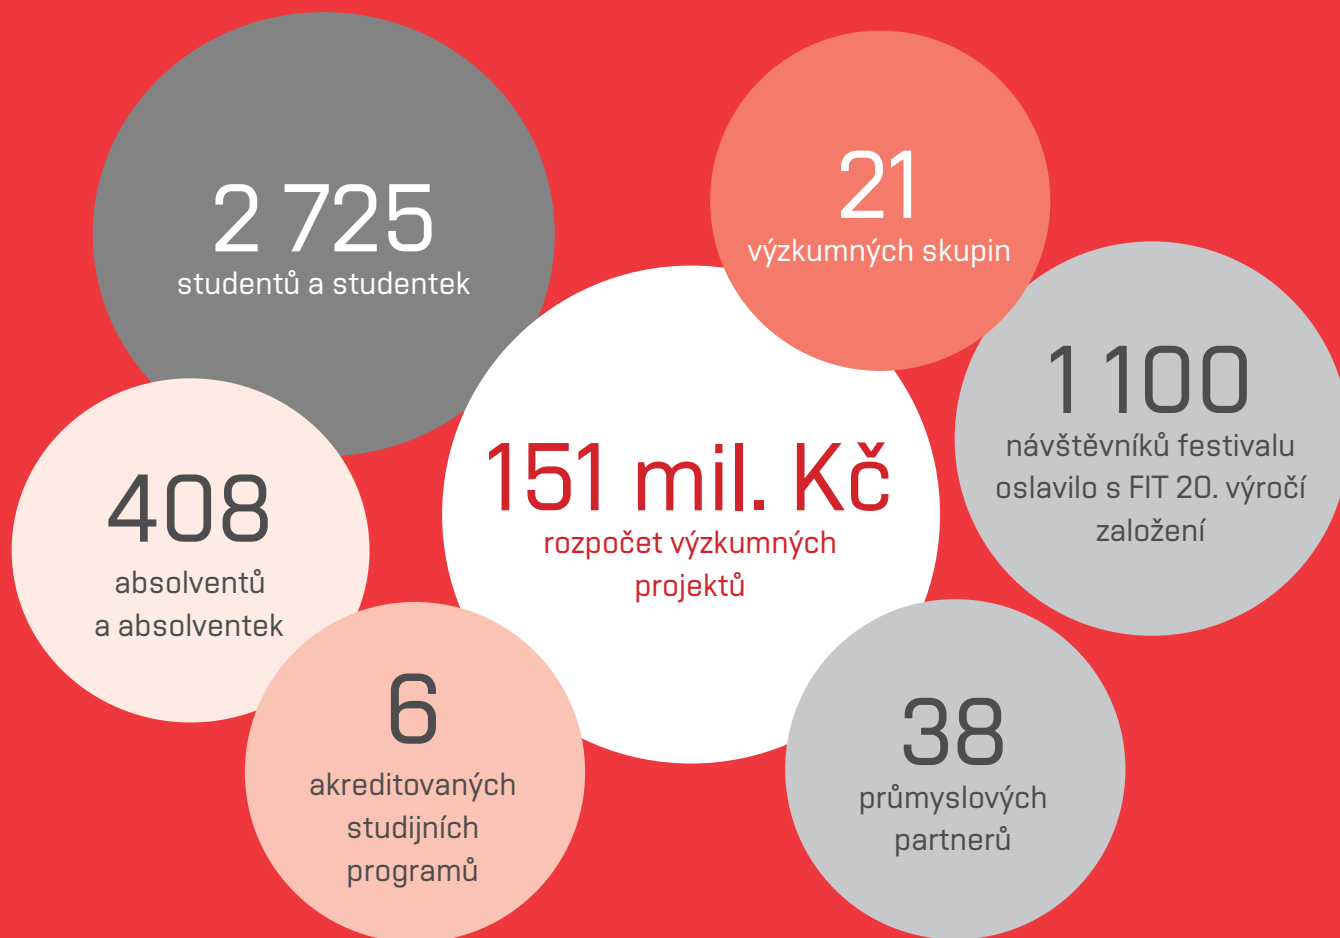 2 725
studentů a studentek
21
výzkumných skupin
1 100
návštěvníků festivalu
oslavilo s FIT 20. výročí
založení
151 mil. Kč
rozpočet výzkumných
projektů
408
absolventů
a absolventek
6
akreditovaných
studijních
programů
38
průmyslových
partnerů